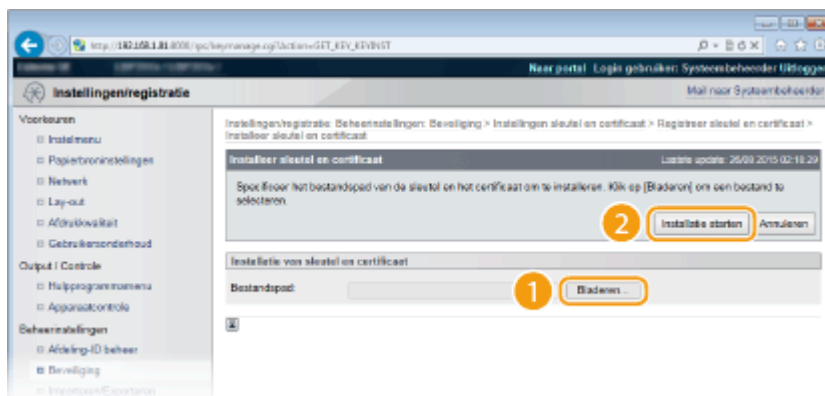 http://192.168.1.81:8000/rps/keymanage.cgi?Action=GET_KEY_KEYINST
Naar portal Login gebruiker: Systeembeheerder Uitloggen
Instellingen/registratie
Mail naar Systeembeheerder
Voorkeuren
Instelmenu
Papierbroninstellingen
Netwerk
Lay-out
Afdrukkwaliteit
Gebruikersonderhoud
Output / Controle
Hulpprogrammamenu
Apparaatcontrole
Beheerinstellingen
Afdeling-ID beheer
Beveiliging
Importeren/Exporteren
Instellingen/registratie: Beheerinstellingen: Beveiliging > Instellingen sleutel en certificaat > Registreer sleutel en certificaat >
Installeer sleutel en certificaat
Installeer sleutel en certificaat
Laatste update: 26/08 2015 02:18:29
Specificeer het bestandspad van de sleutel en het certificaat om te installeren. Klik op [Bladeren] om een bestand te
selecteren.
2
Installatie starten
Annuleren
Installatie van sleutel en certificaat
Bestandspad:
1
Bladeren...